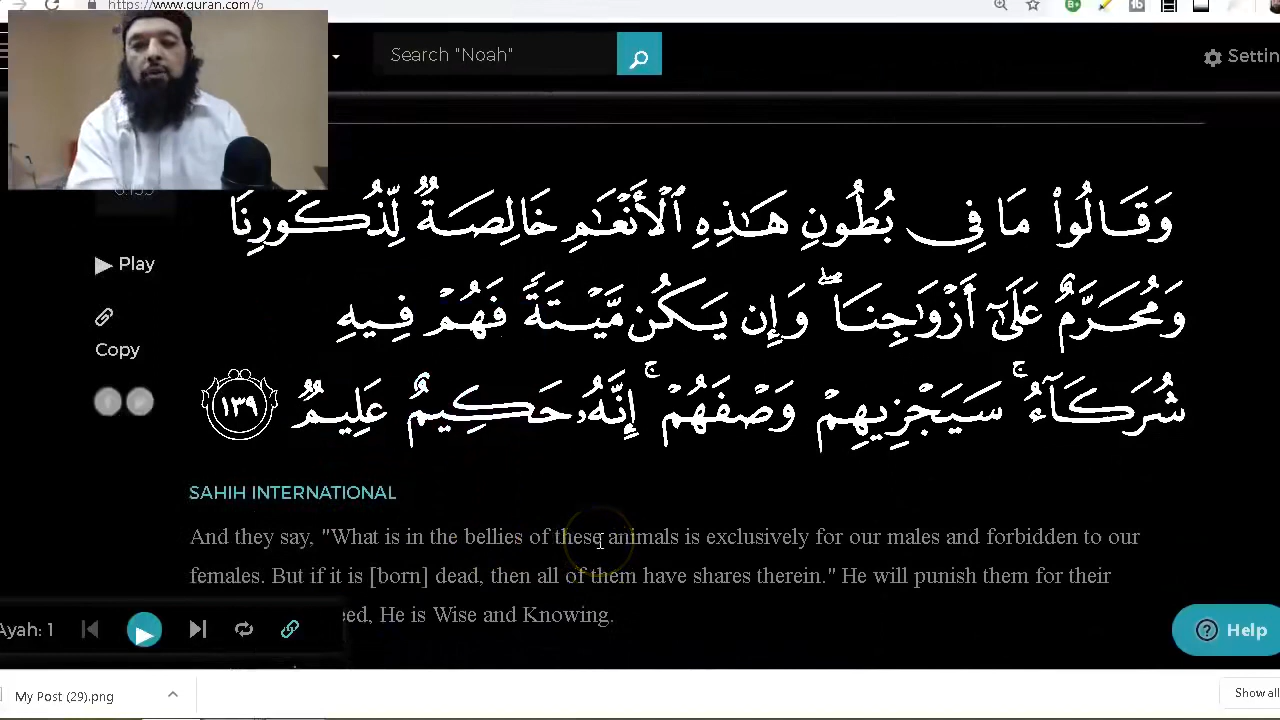 https://www.quran.com/6
Search "Noah"
Settin
وَقَالُوا۟ مَا فِى بُطُونِ هَـٰذِهِ ٱلْأَنْعَـٰمِ خَالِصَةٌ لِّذُكُورِنَا
وَمُحَرَّمٌ عَلَىٰٓ أَزْوَٰجِنَا ۖ وَإِن يَكُن مَّيْتَةً فَهُمْ فِيهِ
شُرَكَآءُ ۚ سَيَجْزِيهِمْ وَصْفَهُمْ ۚ إِنَّهُۥ حَكِيمٌ عَلِيمٌ ١٣٩
Play
Copy
SAHIH INTERNATIONAL
And they say, "What is in the bellies of these animals is exclusively for our males and forbidden to our
females. But if it is [born] dead, then all of them have shares therein." He will punish them for their
eed, He is Wise and Knowing.
Ayah: 1
Help
My Post (29).png
Show all